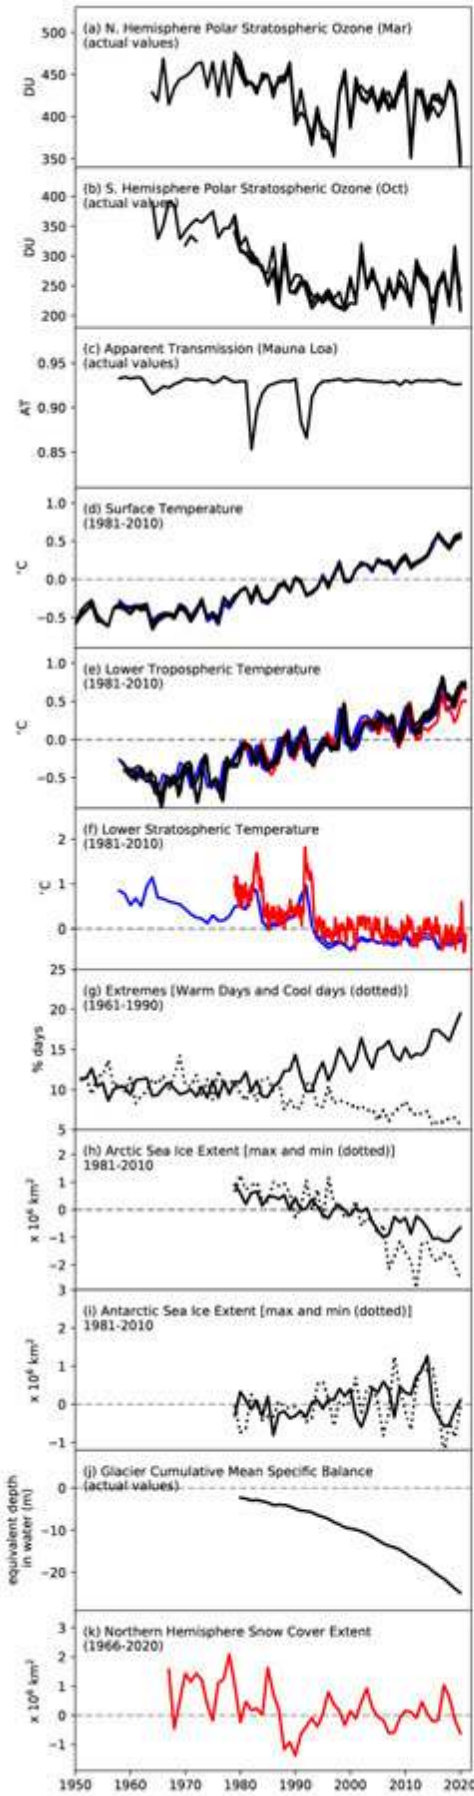 (a) N. Hemisphere Polar Stratospheric Ozone (Mar)
(actual values)
DU
500
450
400
350
(b) S. Hemisphere Polar Stratospheric Ozone (Oct)
(actual values)
DU
400
350
300
250
200
(c) Apparent Transmission (Mauna Loa)
(actual values)
AT
0.95
0.90
0.85
(d) Surface Temperature
(1981-2010)
°C
1.0
0.5
0.0
−0.5
(e) Lower Tropospheric Temperature
(1981-2010)
°C
1.0
0.5
0.0
−0.5
(f) Lower Stratospheric Temperature
(1981-2010)
°C
2
1
0
(g) Extremes [Warm Days and Cool days (dotted)]
(1961-1990)
% days
25
20
15
10
5
(h) Arctic Sea Ice Extent [max and min (dotted)]
1981-2010
x 10⁶ km²
2
1
0
−1
−2
3
(i) Antarctic Sea Ice Extent [max and min (dotted)]
1981-2010
x 10⁶ km²
2
1
0
−1
(j) Glacier Cumulative Mean Specific Balance
(actual values)
equivalent depth
in water (m)
0
−10
−20
(k) Northern Hemisphere Snow Cover Extent
(1966-2020)
x 10⁶ km²
3
2
1
0
−1
1950 1960 1970 1980 1990 2000 2010 2020